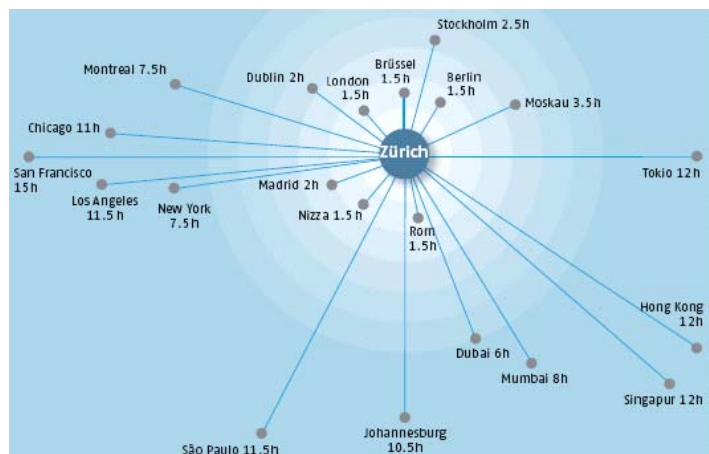 Stockholm 2.5h
Brüssel
1.5h
Montreal 7.5h
Dublin 2h
London
1.5h
Berlin
1.5h
Moskau 3.5h
Chicago 11h
Zürich
San Francisco
15h
Tokio 12h
Los Angeles
11.5h
New York
7.5h
Madrid 2h
Nizza 1.5h
Rom
1.5h
Hong Kong
12h
Dubai 6h
Mumbai 8h
Singapur 12h
São Paulo 11.5h
Johannesburg
10.5h